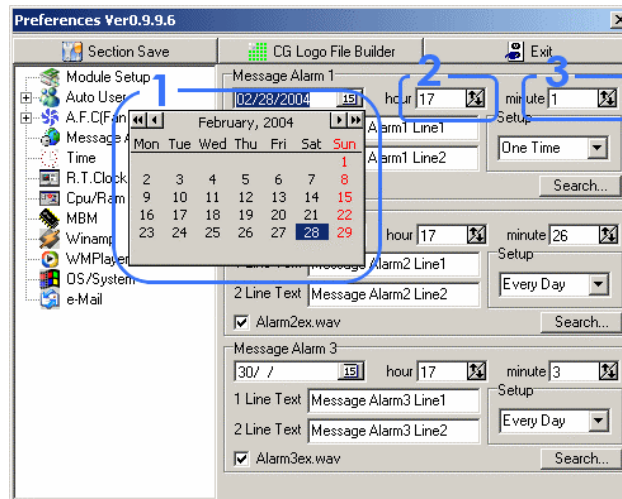 Preferences Ver0.9.9.6
Section Save
CG Logo File Builder
Exit
Module Setup
Auto User
A.F.C(Fan
Message A
Time
R.T.Clock
Cpu/Ram
MBM
Winamp
WMPlayer
OS/System
e-Mail
1
2
3
Message Alarm 1
02/28/2004 15 hour 17 minute 1
February, 2004
Mon Tue Wed Thu Fri Sat Sun
1
2 3 4 5 6 7 8
9 10 11 12 13 14 15
16 17 18 19 20 21 22
23 24 25 26 27 28 29
Alarm1 Line1
Alarm1 Line2
Setup
One Time
Search...
hour 17 minute 26
Message Alarm2 Line1
2 Line Text Message Alarm2 Line2
Setup
Every Day
Alarm2ex.wav
Search...
Message Alarm 3
30/ / 15 hour 17 minute 3
1 Line Text Message Alarm3 Line1
2 Line Text Message Alarm3 Line2
Setup
Every Day
Alarm3ex.wav
Search...